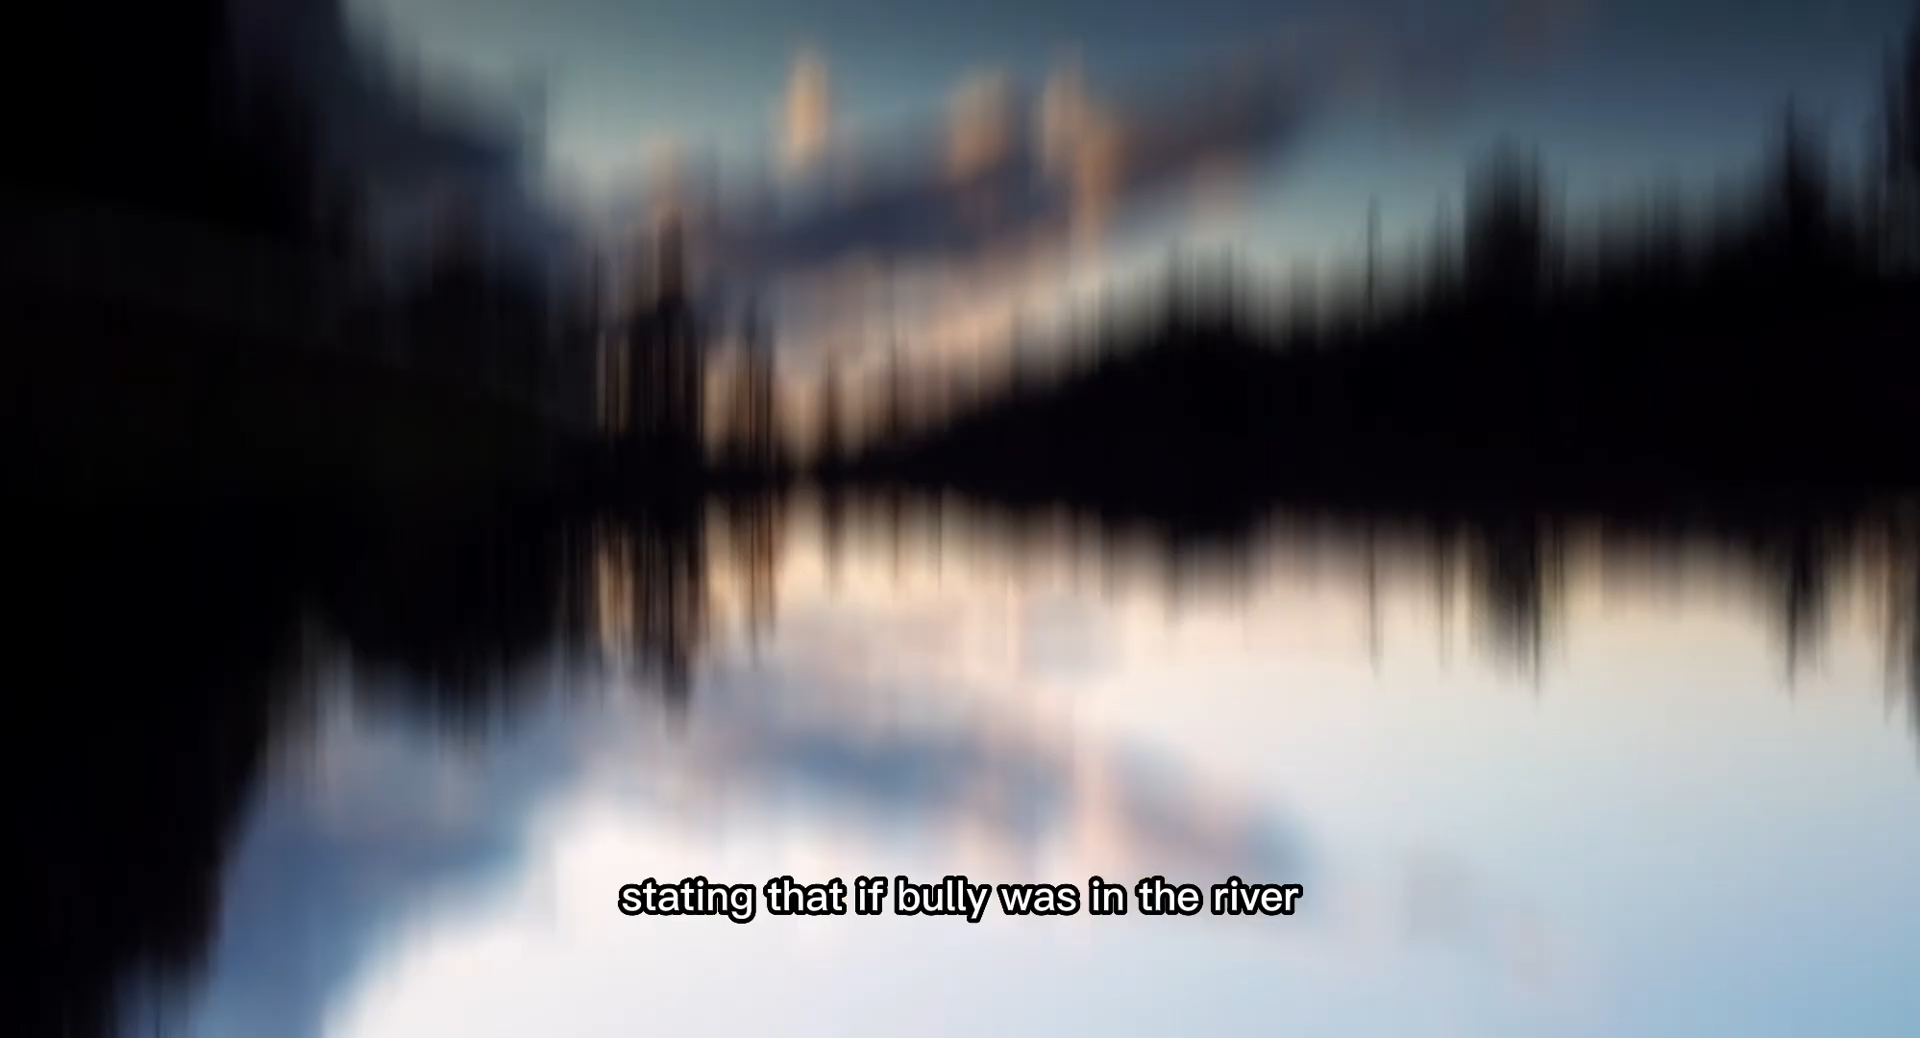 stating that if bully was in the river